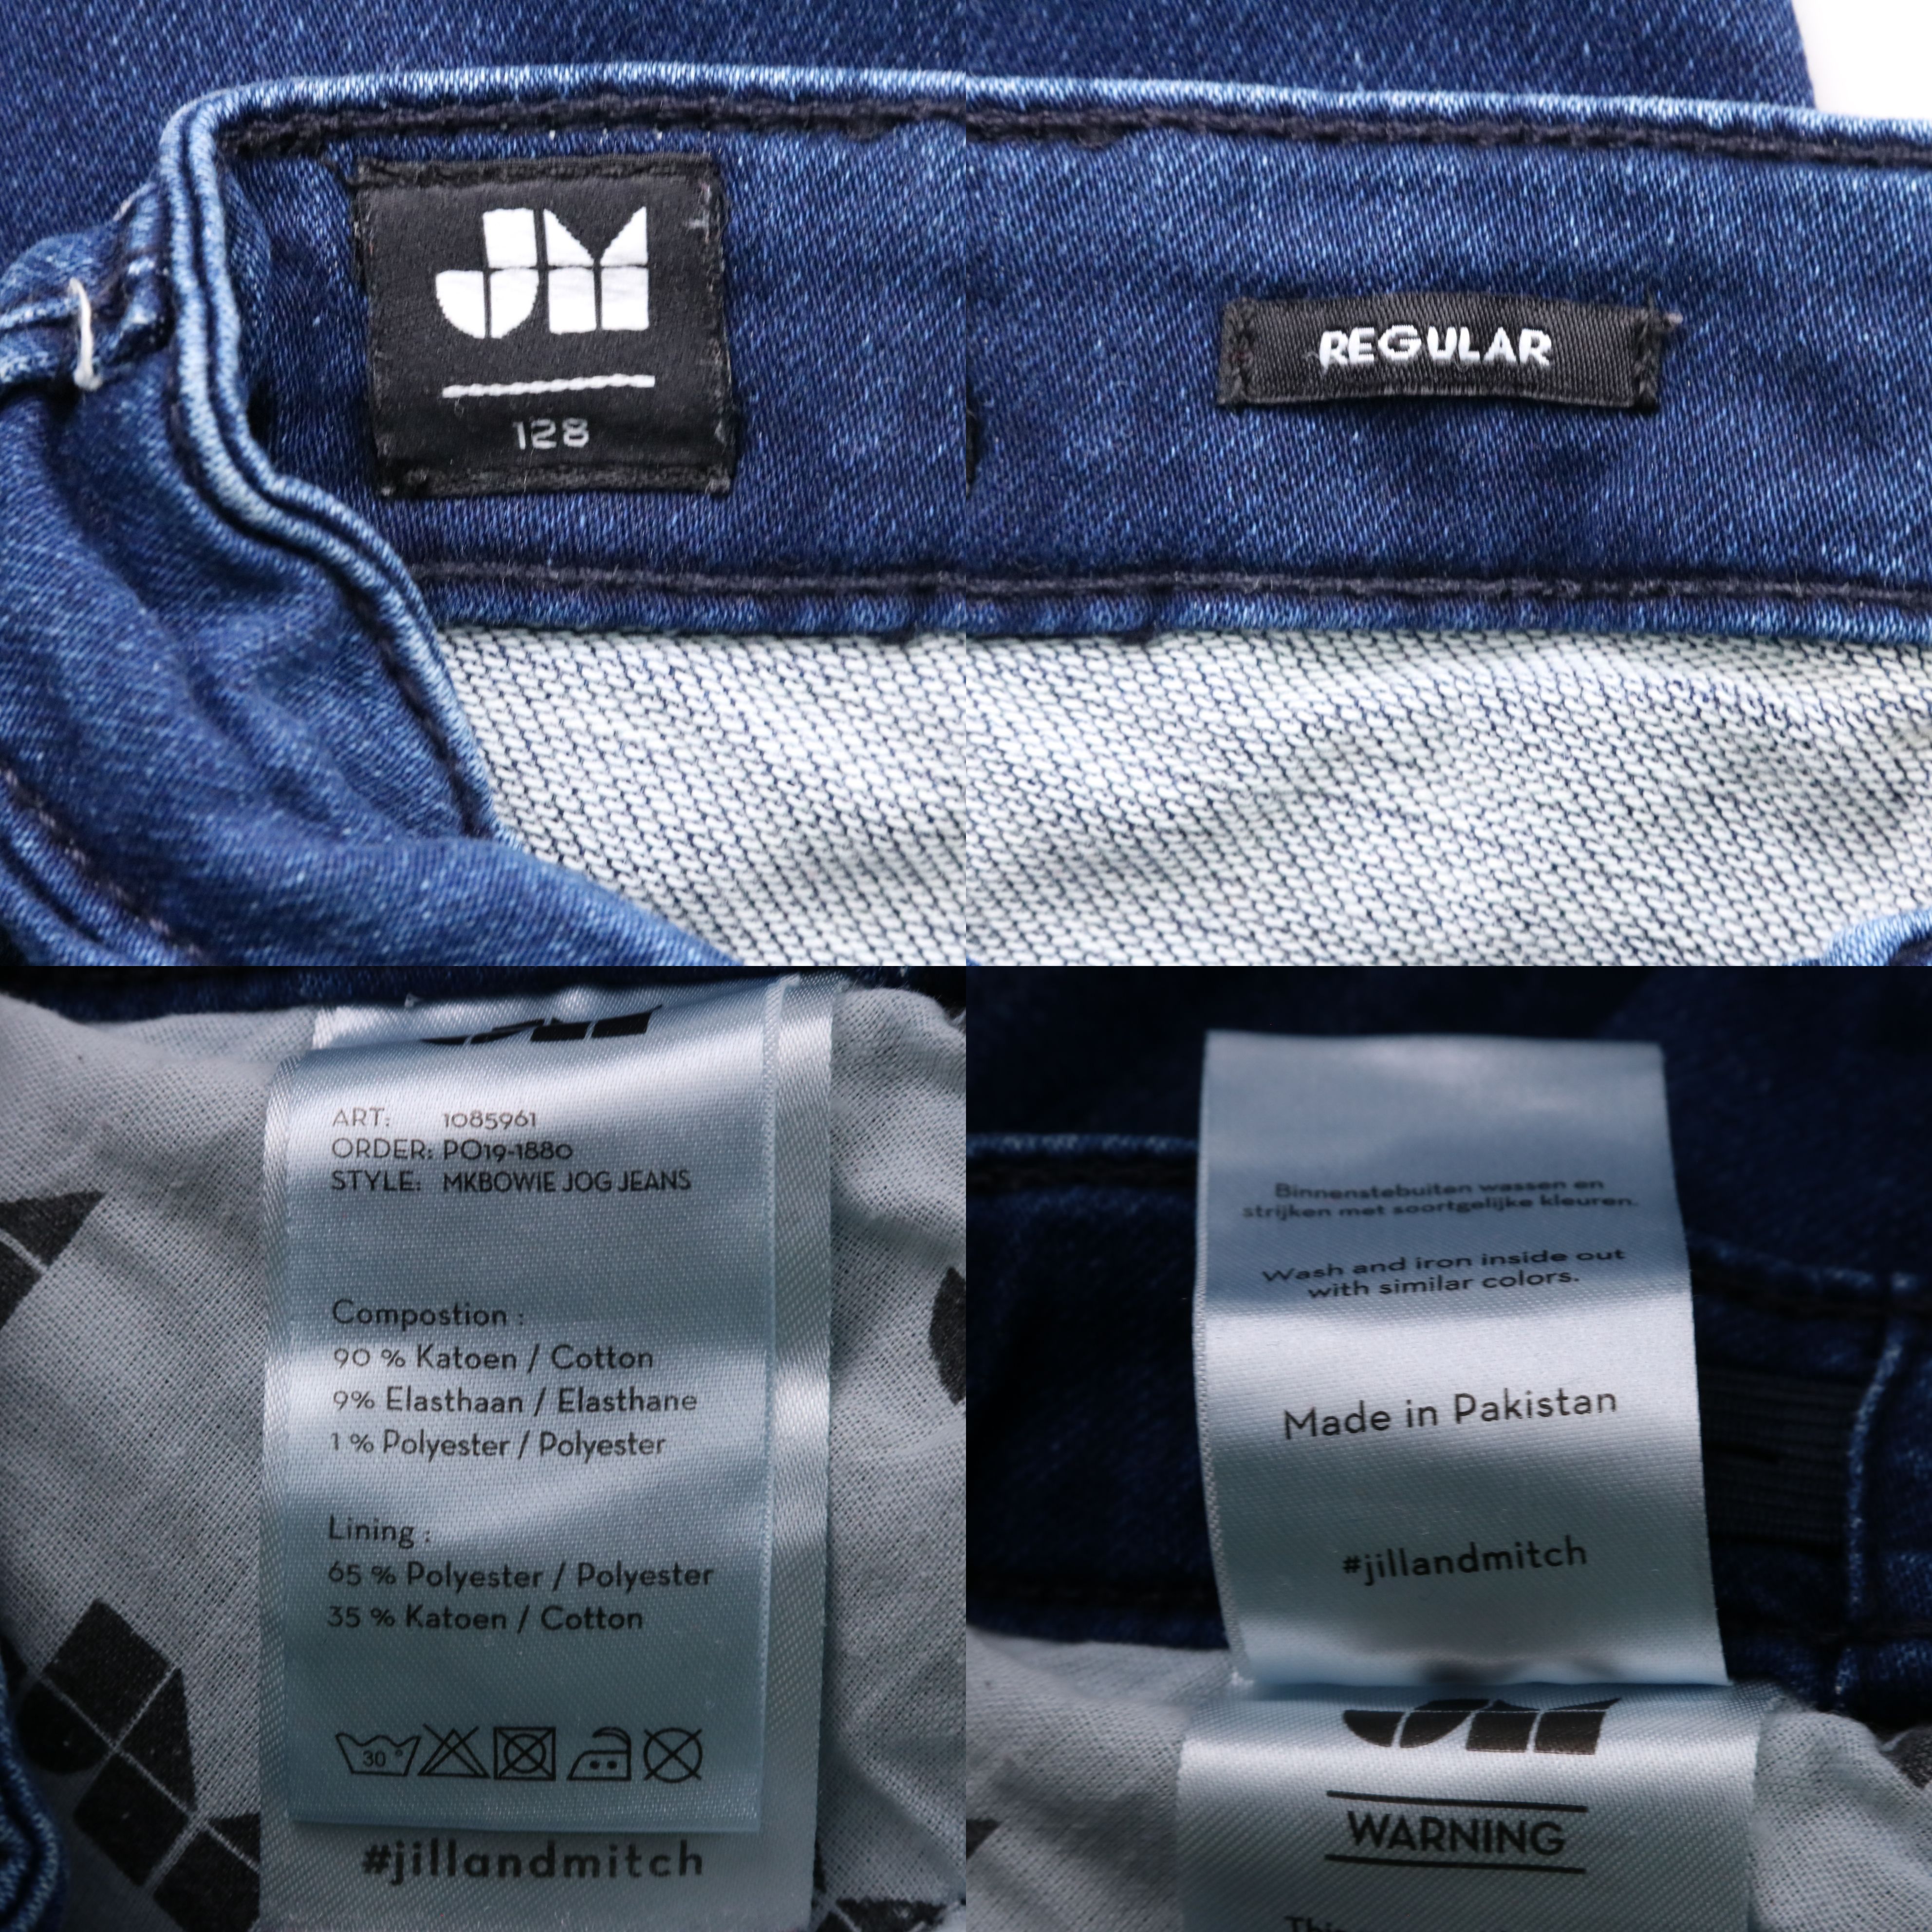 JM
128
REGULAR
ART: 1085961
ORDER: PO19-1880
STYLE: MKBOWIE JOG JEANS
Compostion :
90 % Katoen / Cotton
9% Elasthaan / Elasthane
1 % Polyester / Polyester
Lining :
65 % Polyester / Polyester
35 % Katoen / Cotton
30°
#jillandmitch
Binnenstebuiten wassen en
strijken met soortgelijke kleuren.
Wash and iron inside out
with similar colors.
Made in Pakistan
#jillandmitch
JM
WARNING